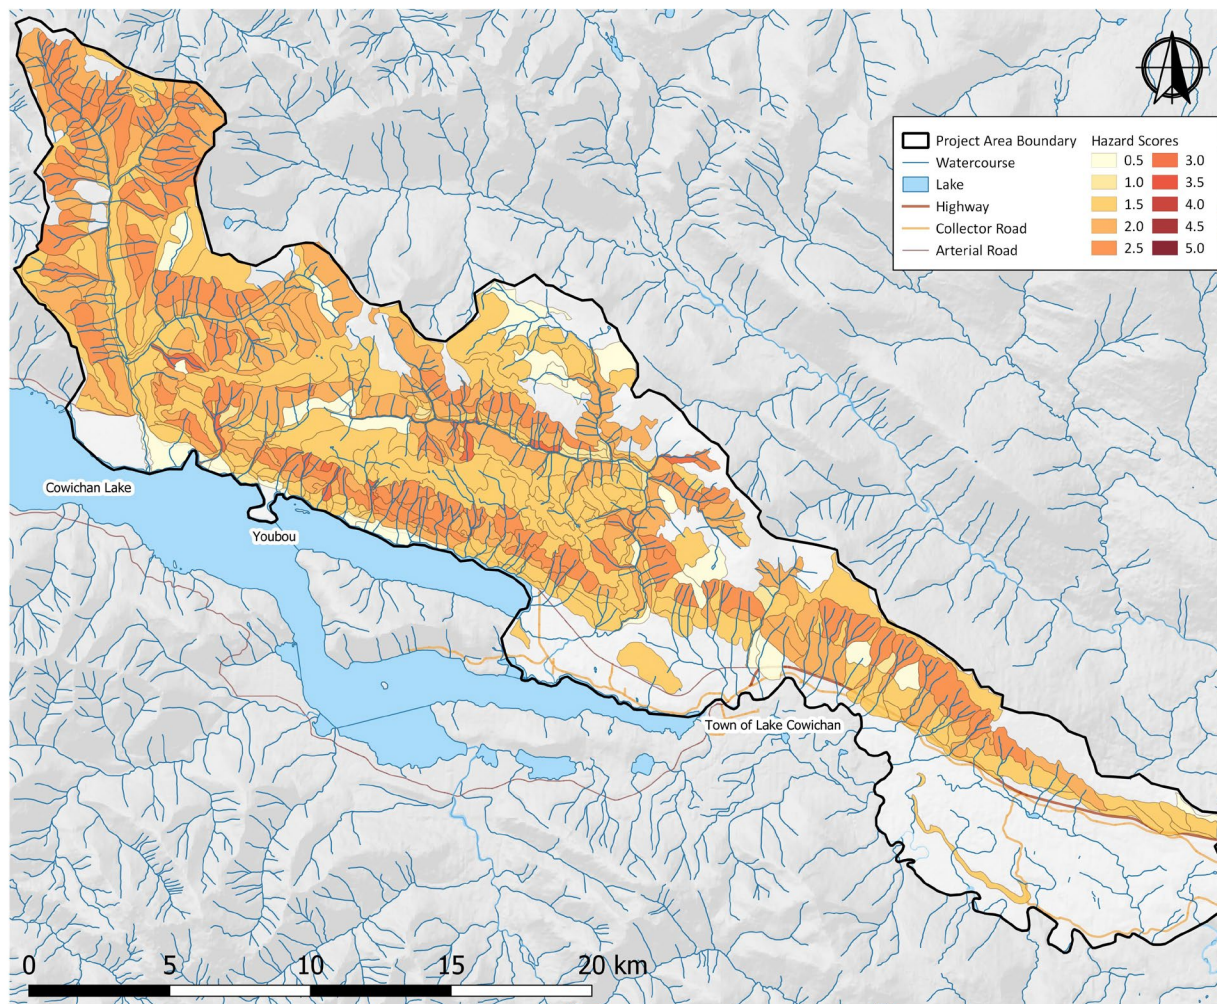 Project Area Boundary
Watercourse
Lake
Highway
Collector Road
Arterial Road
Hazard Scores
0.5 3.0
1.0 3.5
1.5 4.0
2.0 4.5
2.5 5.0
Cowichan Lake
Youbou
Town of Lake Cowichan
0 5 10 15 20 km